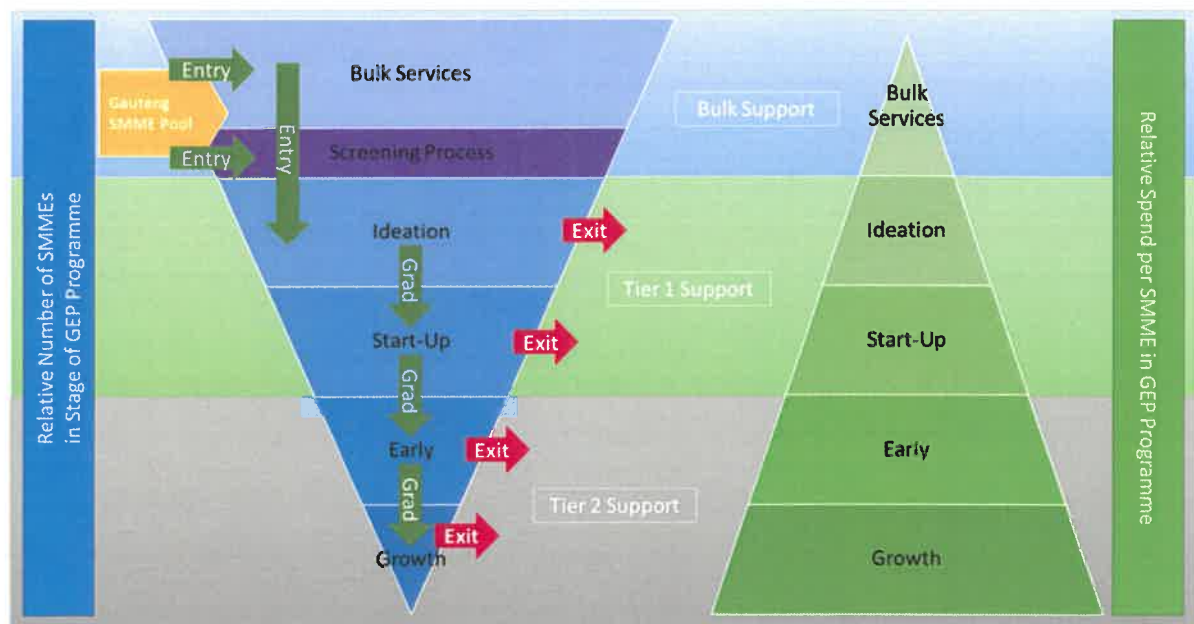 Relative Number of SMMEs
in Stage of GEP Programme
Gauteng
SMME Pool
Entry
Entry
Entry
Bulk Services
Screening Process
Ideation
Grad
Start-Up
Grad
Early
Grad
Growth
Exit
Exit
Exit
Exit
Bulk Support
Tier 1 Support
Tier 2 Support
Bulk
Services
Ideation
Start-Up
Early
Growth
Relative Spend per SMME in GEP Programme